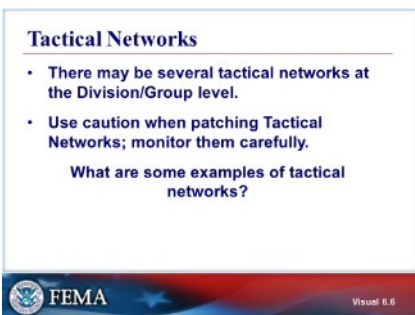 Tactical Networks
• There may be several tactical networks at
the Division/Group level.
• Use caution when patching Tactical
Networks; monitor them carefully.
What are some examples of tactical
networks?
FEMA
Visual 6.6